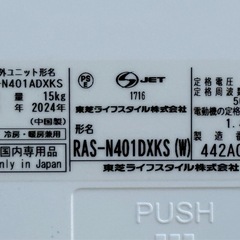 外ユニット形名
-N401ADXKS
15kg
2024年
(中国製)
冷房・暖房兼用
国内専用品
only in Japan
PS
E
JET
1716
東芝ライフスタイル株式会社
形名
RAS-N401DXKS(W)
東芝ライフスタイル株式会社
定格電圧
定格周波数
電動機の定格
1.
製造
442A0
PUSH